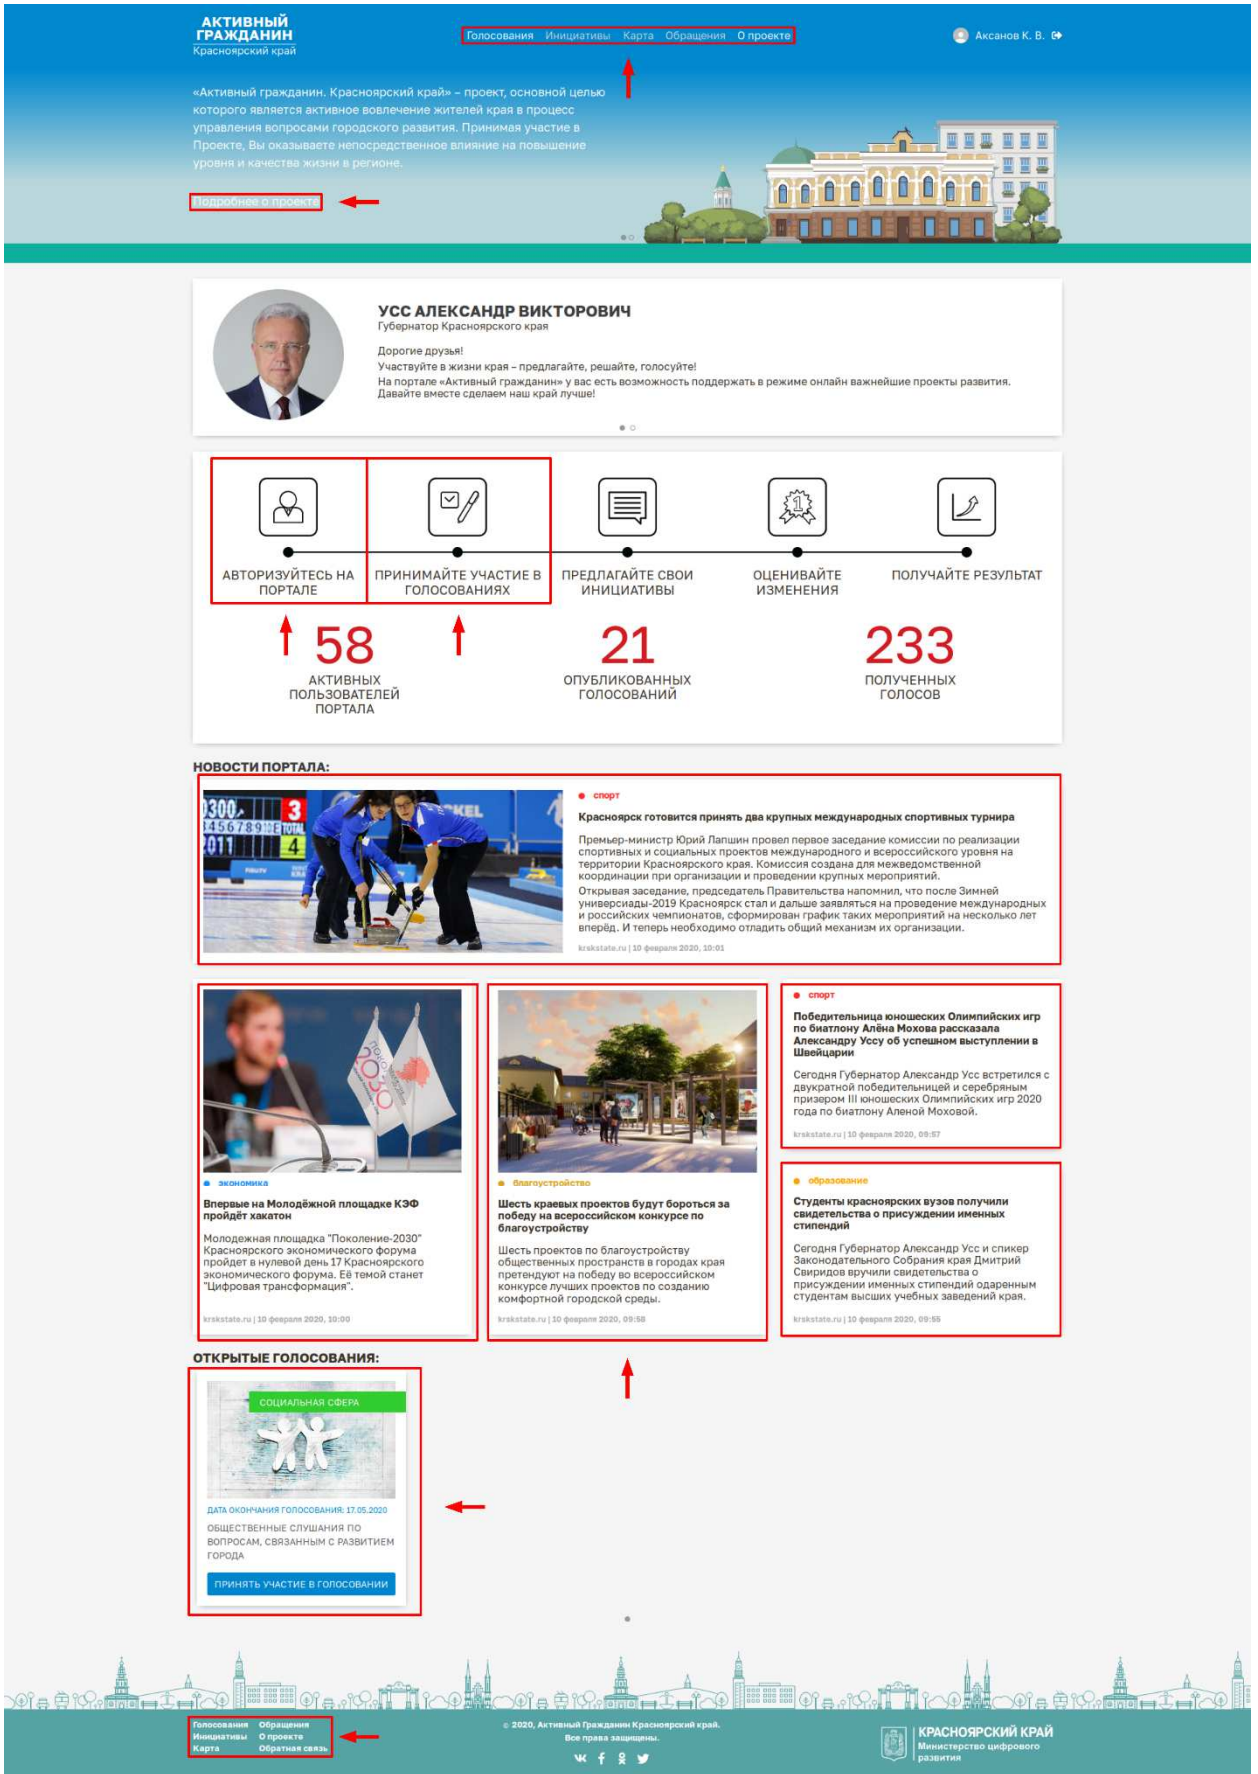 АКТИВНЫЙ
ГРАЖДАНИН
Красноярский край
Голосования Инициативы Карта Обращения О проекте
Аксанов К. В.
«Активный гражданин. Красноярский край» – проект, основной целью
которого является активное вовлечение жителей края в процесс
управления вопросами городского развития. Принимая участие в
Проекте, Вы оказываете непосредственное влияние на повышение
уровня и качества жизни в регионе.
Подробнее о проекте
УСС АЛЕКСАНДР ВИКТОРОВИЧ
Губернатор Красноярского края
Дорогие друзья!
Участвуйте в жизни края – предлагайте, решайте, голосуйте!
На портале «Активный гражданин» у вас есть возможность поддержать в режиме онлайн важнейшие проекты развития.
Давайте вместе сделаем наш край лучше!
1
АВТОРИЗУЙТЕСЬ НА
ПОРТАЛЕ
ПРИНИМАЙТЕ УЧАСТИЕ В
ГОЛОСОВАНИЯХ
ПРЕДЛАГАЙТЕ СВОИ
ИНИЦИАТИВЫ
ОЦЕНИВАЙТЕ
ИЗМЕНЕНИЯ
ПОЛУЧАЙТЕ РЕЗУЛЬТАТ
58
АКТИВНЫХ
ПОЛЬЗОВАТЕЛЕЙ
ПОРТАЛА
21
ОПУБЛИКОВАННЫХ
ГОЛОСОВАНИЙ
233
ПОЛУЧЕННЫХ
ГОЛОСОВ
НОВОСТИ ПОРТАЛА:
3
TOTAL
4
спорт
Красноярск готовится принять два крупных международных спортивных турнира
Премьер-министр Юрий Лапшин провел первое заседание комиссии по реализации
спортивных и социальных проектов международного и всероссийского уровня на
территории Красноярского края. Комиссия создана для межведомственной
координации при организации и проведении крупных мероприятий.
Открывая заседание, председатель Правительства напомнил, что после Зимней
универсиады-2019 Красноярск стал и дальше заявляться на проведение международных
и российских чемпионатов, сформирован график таких мероприятий на несколько лет
вперёд. И теперь необходимо отладить общий механизм их организации.
krskstate.ru | 10 февраля 2020, 10:01
2030
экономика
Впервые на Молодёжной площадке КЭФ
пройдёт хакатон
Молодежная площадка "Поколение-2030"
Красноярского экономического форума
пройдет в нулевой день 17 Красноярского
экономического форума. Её темой станет
"Цифровая трансформация".
krskstate.ru | 10 февраля 2020, 10:00
благоустройство
Шесть краевых проектов будут бороться за
победу на всероссийском конкурсе по
благоустройству
Шесть проектов по благоустройству
общественных пространств в городах края
претендуют на победу во всероссийском
конкурсе лучших проектов по созданию
комфортной городской среды.
krskstate.ru | 10 февраля 2020, 09:58
спорт
Победительница юношеских Олимпийских игр
по биатлону Алёна Мохова рассказала
Александру Уссу об успешном выступлении в
Швейцарии
Сегодня Губернатор Александр Усс встретился с
двукратной победительницей и серебряным
призером III юношеских Олимпийских игр 2020
года по биатлону Аленой Моховой.
krskstate.ru | 10 февраля 2020, 09:57
образование
Студенты красноярских вузов получили
свидетельства о присуждении именных
стипендий
Сегодня Губернатор Александр Усс и спикер
Законодательного Собрания края Дмитрий
Свиридов вручили свидетельства о
присуждении именных стипендий одаренным
студентам высших учебных заведений края.
krskstate.ru | 10 февраля 2020, 09:55
ОТКРЫТЫЕ ГОЛОСОВАНИЯ:
СОЦИАЛЬНАЯ СФЕРА
ДАТА ОКОНЧАНИЯ ГОЛОСОВАНИЯ: 17.05.2020
ОБЩЕСТВЕННЫЕ СЛУШАНИЯ ПО
ВОПРОСАМ, СВЯЗАННЫМ С РАЗВИТИЕМ
ГОРОДА
ПРИНЯТЬ УЧАСТИЕ В ГОЛОСОВАНИИ
Голосования Обращения
Инициативы О проекте
Карта Обратная связь
© 2020, Активный Гражданин Красноярский край.
Все права защищены.
КРАСНОЯРСКИЙ КРАЙ
Министерство цифрового
развития